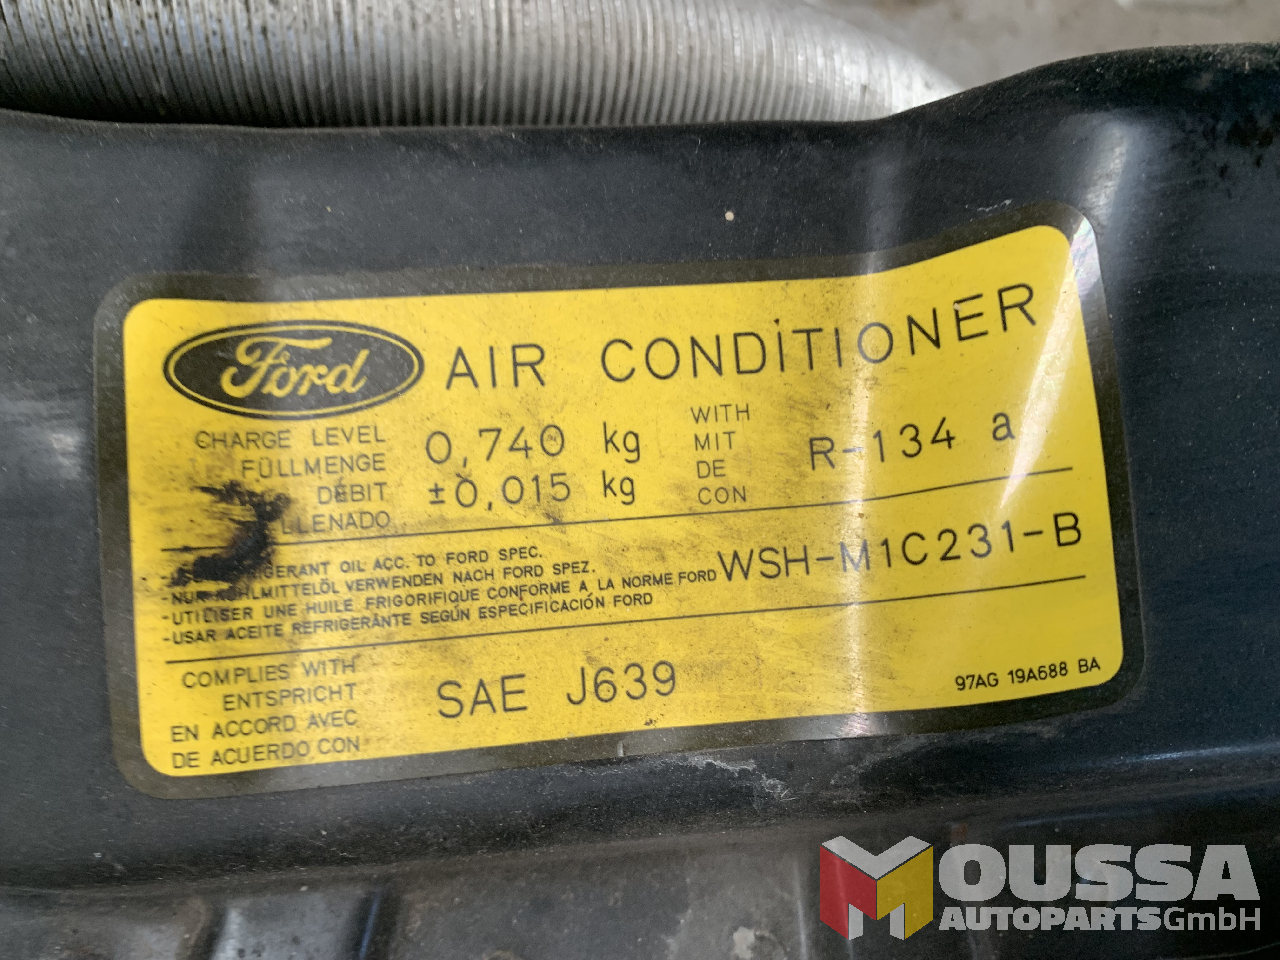 Ford AIR CONDITIONER
CHARGE LEVEL
FÜLLMENGE
DÉBIT
LLENADO
0,740 kg
±0,015 kg
WITH
MIT
DE
CON
R-134 a
OIL ACC. TO FORD SPEC.
-NUR KÜHLMITTELÖL VERWENDEN NACH FORD SPEZ.
-UTILISER UNE HUILE FRIGORIFIQUE CONFORME A LA NORME FORD
-USAR ACEITE REFRIGERANTE SEGÚN ESPECIFICACIÓN FORD
WSH-M1C231-B
COMPLIES WITH
ENTSPRICHT
EN ACCORD AVEC
DE ACUERDO CON
SAE J639
97AG 19A688 BA
MOUSSA
AUTOPARTS GmbH